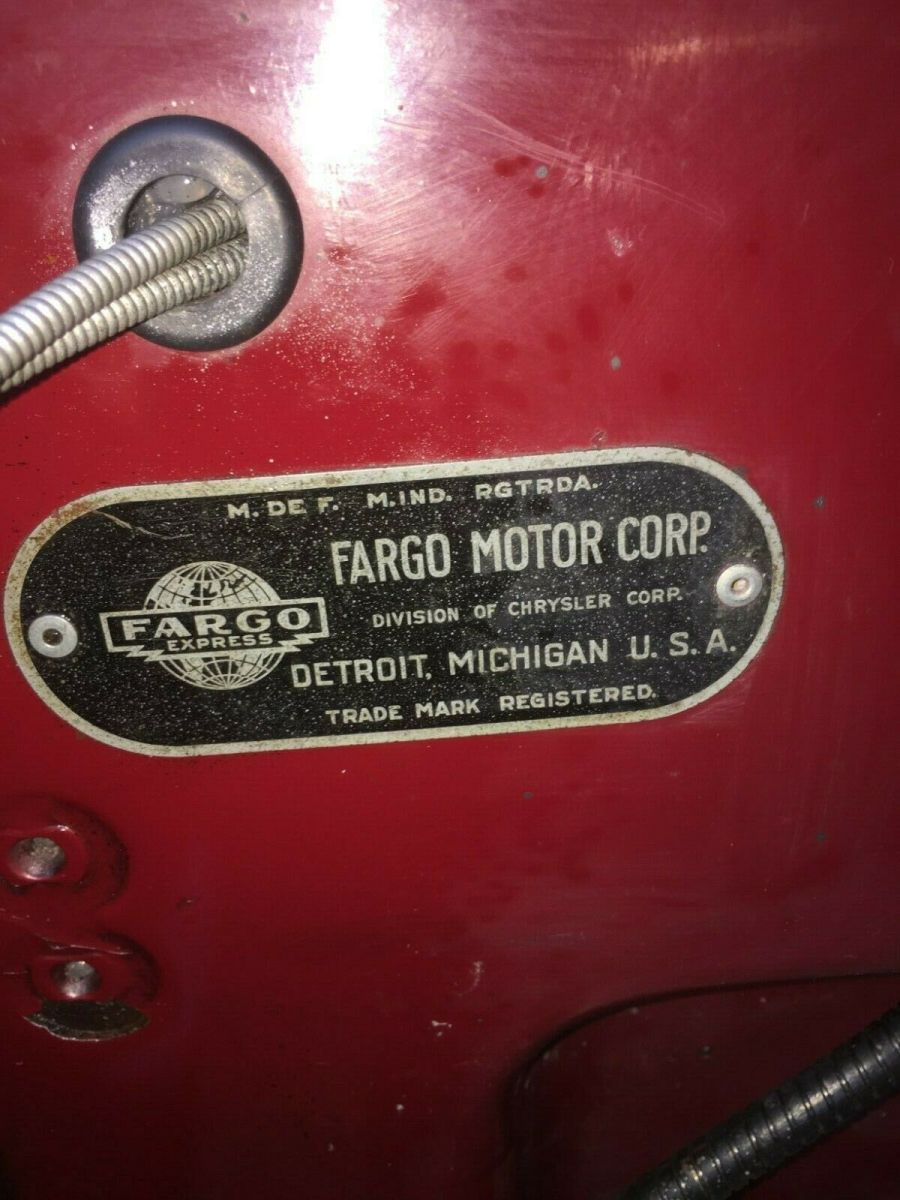 M. DE F. M.IND. RGTRDA.
FARGO MOTOR CORP.
DIVISION OF CHRYSLER CORP.
FARGO
EXPRESS
DETROIT, MICHIGAN U. S. A.
TRADE MARK REGISTERED.